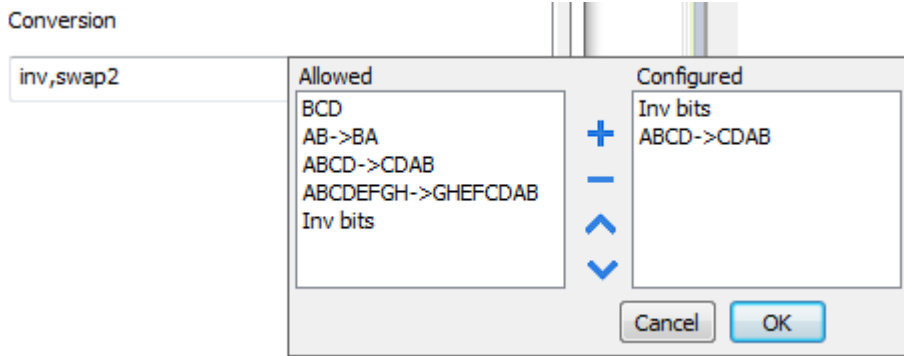 Conversion
inv,swap2
Allowed
BCD
AB->BA
ABCD->CDAB
ABCDEFGH->GHEFCDAB
Inv bits
Configured
Inv bits
ABCD->CDAB
Cancel
OK